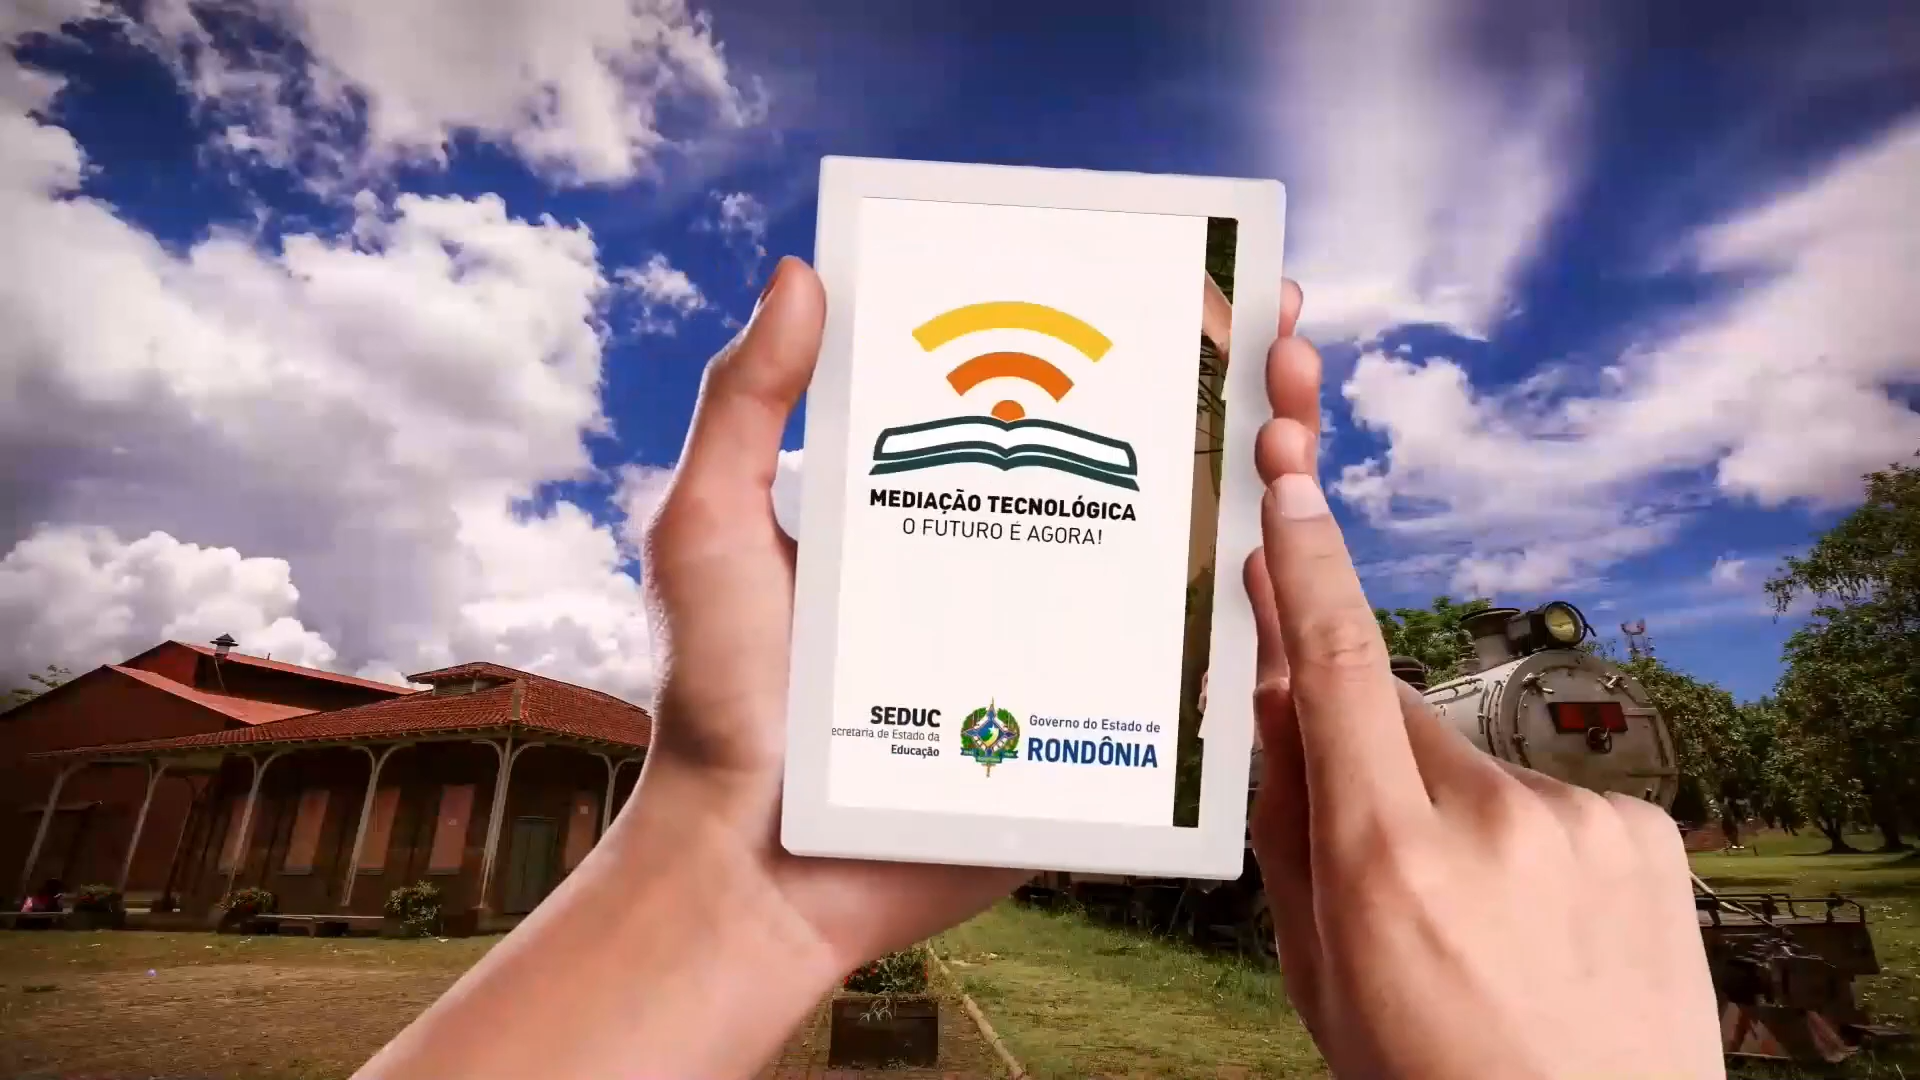 MEDIAÇÃO TECNOLÓGICA
O FUTURO É AGORA!
SEDUC
ecretaria de Estado da
Educação
Governo do Estado de
RONDÔNIA